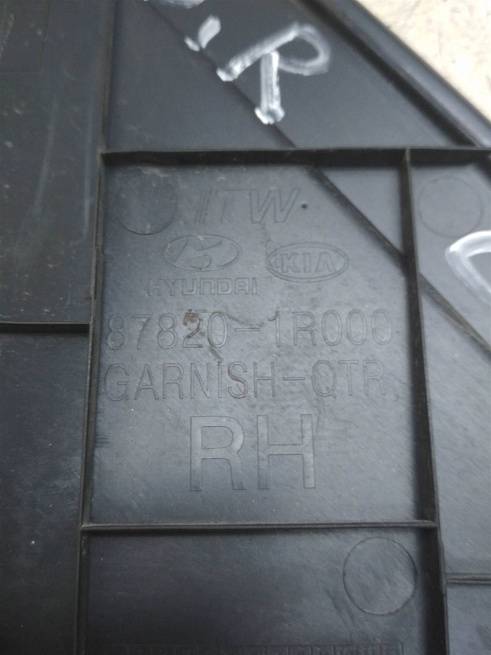 .R
ITW
HYUNDAI KIA
87820-1R000
GARNISH-QTR
RH